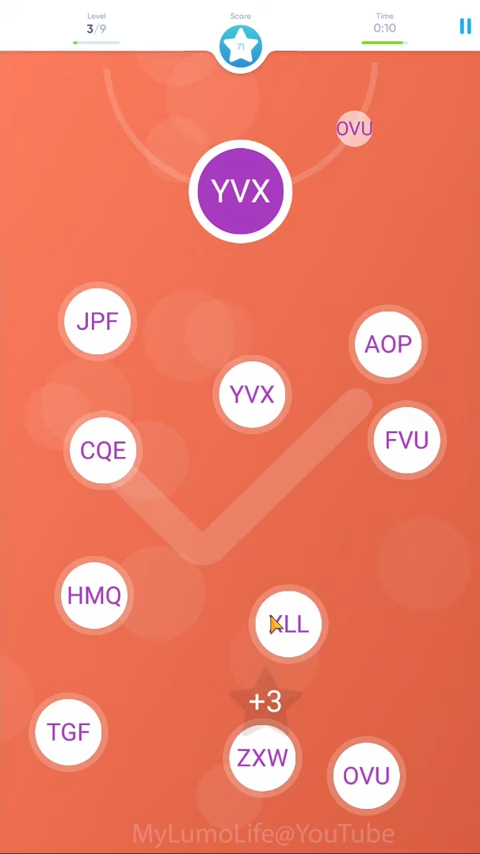 Level
Score
Time
3/9
71
0:10
OVU
YVX
JPF
AOP
YVX
FVU
CQE
HMQ
+3
TGF
ZXW
OVU
MyLumoLife@YouTube